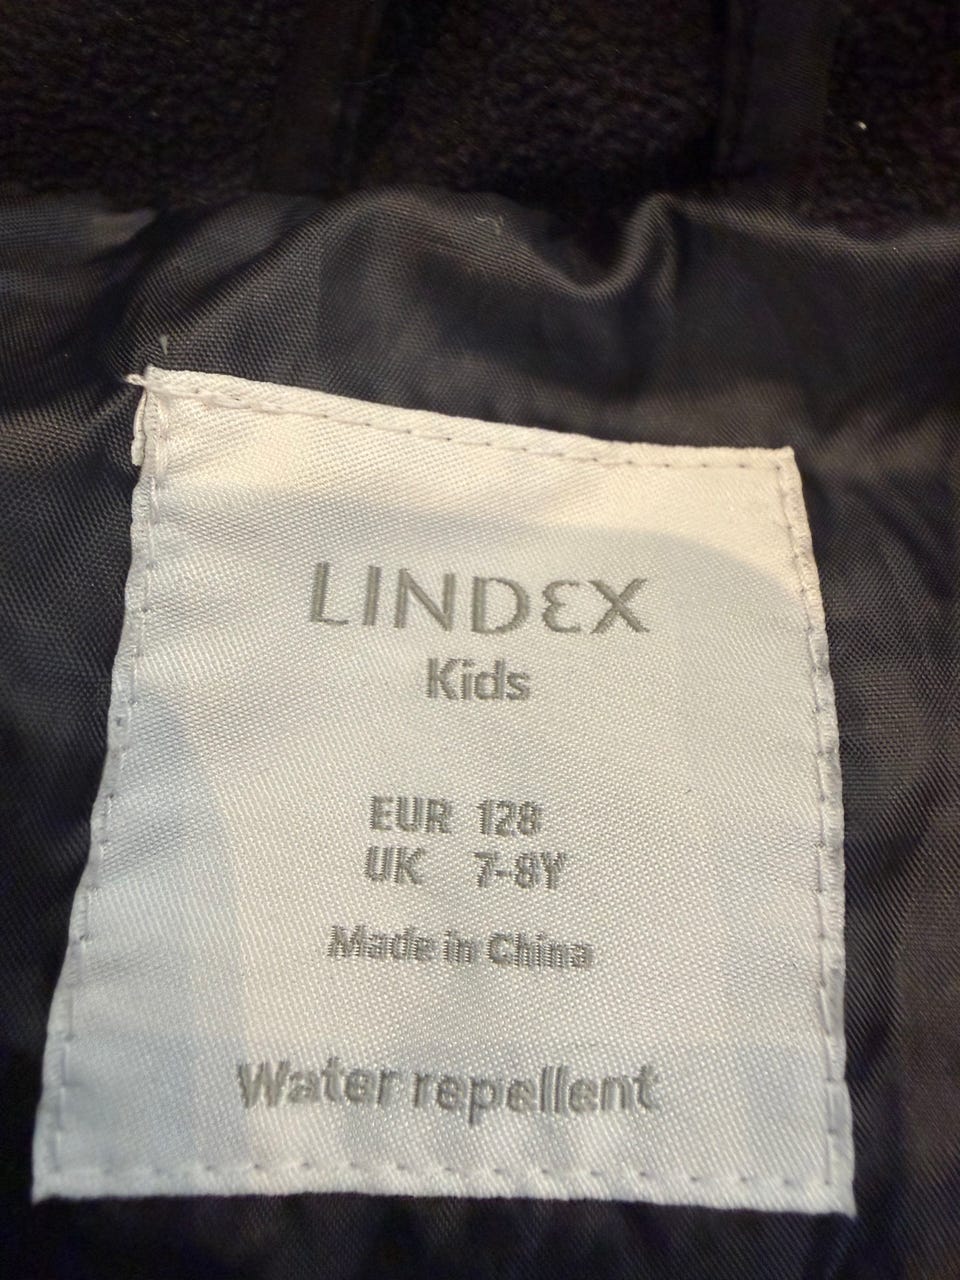 LINDEX
Kids
EUR 128
UK 7-8Y
Made in China
Water repellent